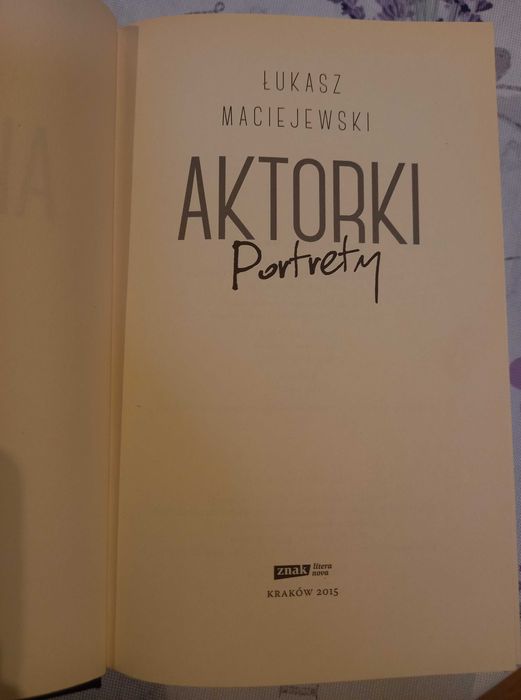 ŁUKASZ
MACIEJEWSKI
AKTORKI
Portrety
znak litera
nova
KRAKÓW 2015